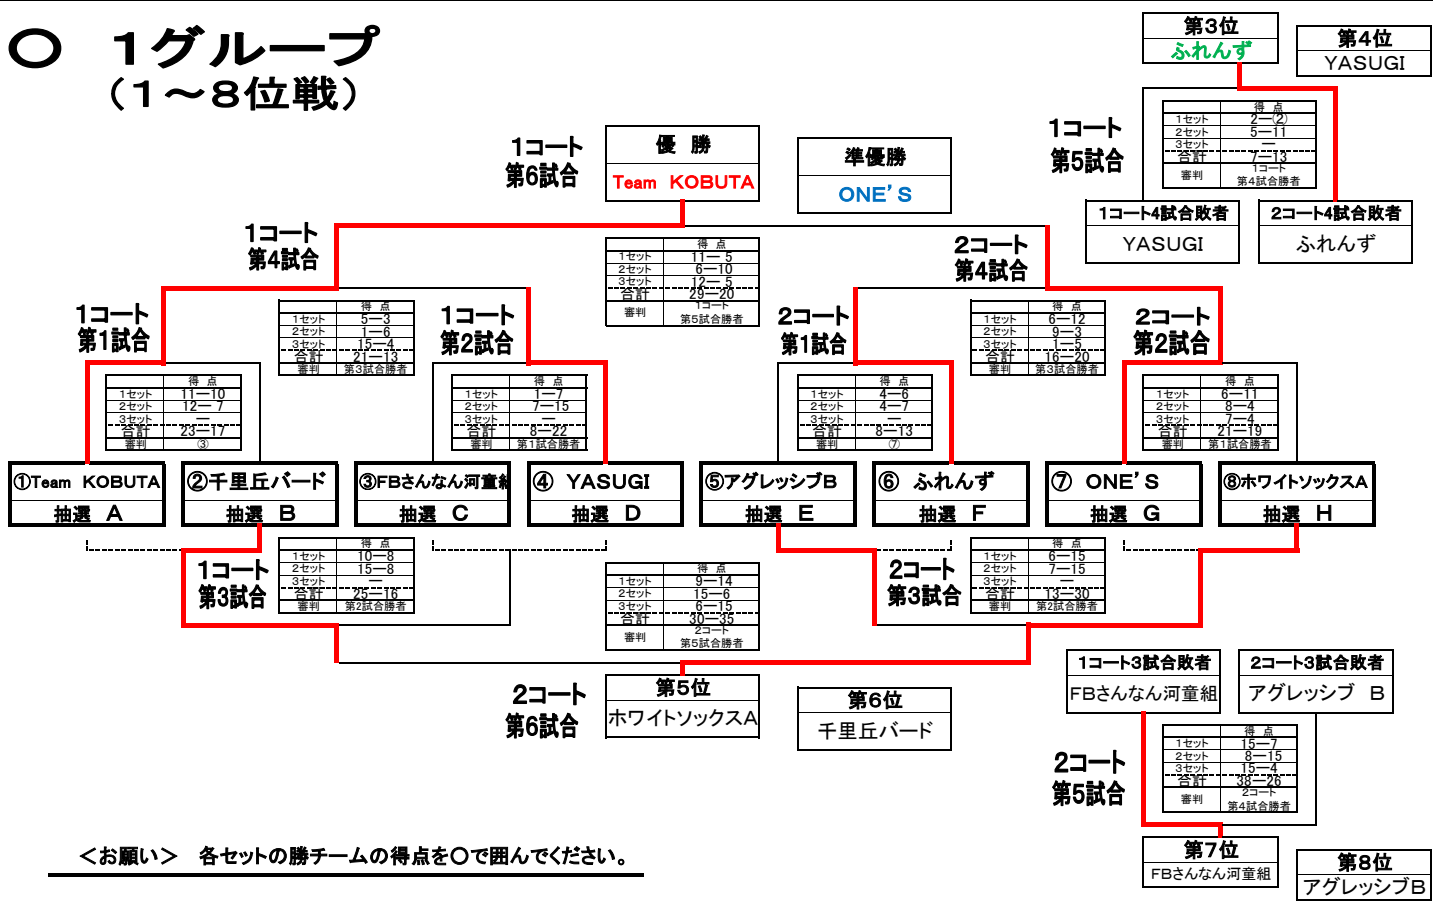 〇　１グループ
（１～８位戦）
第３位
ふれんず
第４位
YASUGI
1コート
第5試合
得 点
1セット 2―②
2セット 5―11
3セット ―
合計 7―13
審判 1コート
第4試合勝者
1コート4試合敗者
YASUGI
2コート4試合敗者
ふれんず
1コート
第6試合
優 勝
Team KOBUTA
準優勝
ONE'S
得 点
1セット 11― 5
2セット 6―10
3セット 12― 5
合計 29―20
審判 1コート
第5試合勝者
1コート
第4試合
得 点
1セット 5―3
2セット 1―6
3セット 15―4
合計 21―13
審判 第3試合勝者
2コート
第4試合
得 点
1セット 6―12
2セット 9―3
3セット 1―5
合計 16―20
審判 第3試合勝者
1コート
第1試合
得 点
1セット 11―10
2セット 12― 7
3セット ―
合計 23―17
審判 ③
1コート
第2試合
得 点
1セット 1―7
2セット 7―15
3セット ―
合計 8―22
審判 第1試合勝者
2コート
第1試合
得 点
1セット 4―6
2セット 4―7
3セット ―
合計 8―13
審判 ⑦
2コート
第2試合
得 点
1セット 6―11
2セット 8―4
3セット 7―4
合計 21―19
審判 第1試合勝者
①Team KOBUTA
抽選 A
②千里丘バード
抽選 B
③FBさんなん河童組
抽選 C
④ YASUGI
抽選 D
⑤アグレッシブB
抽選 E
⑥ ふれんず
抽選 F
⑦ ONE'S
抽選 G
⑧ホワイトソックスA
抽選 H
1コート
第3試合
得 点
1セット 10―8
2セット 15―8
3セット ―
合計 25―16
審判 第2試合勝者
2コート
第3試合
得 点
1セット 6―15
2セット 7―15
3セット ―
合計 13―30
審判 第2試合勝者
得 点
1セット 9―14
2セット 15―6
3セット 6―15
合計 30―35
審判 2コート
第5試合勝者
2コート
第6試合
第5位
ホワイトソックスA
第6位
千里丘バード
1コート3試合敗者
FBさんなん河童組
2コート3試合敗者
アグレッシブ B
2コート
第5試合
得 点
1セット 15―7
2セット 8―15
3セット 15―4
合計 38―26
審判 2コート
第4試合勝者
第7位
FBさんなん河童組
第8位
アグレッシブB
＜お願い＞ 各セットの勝チームの得点を〇で囲んでください。